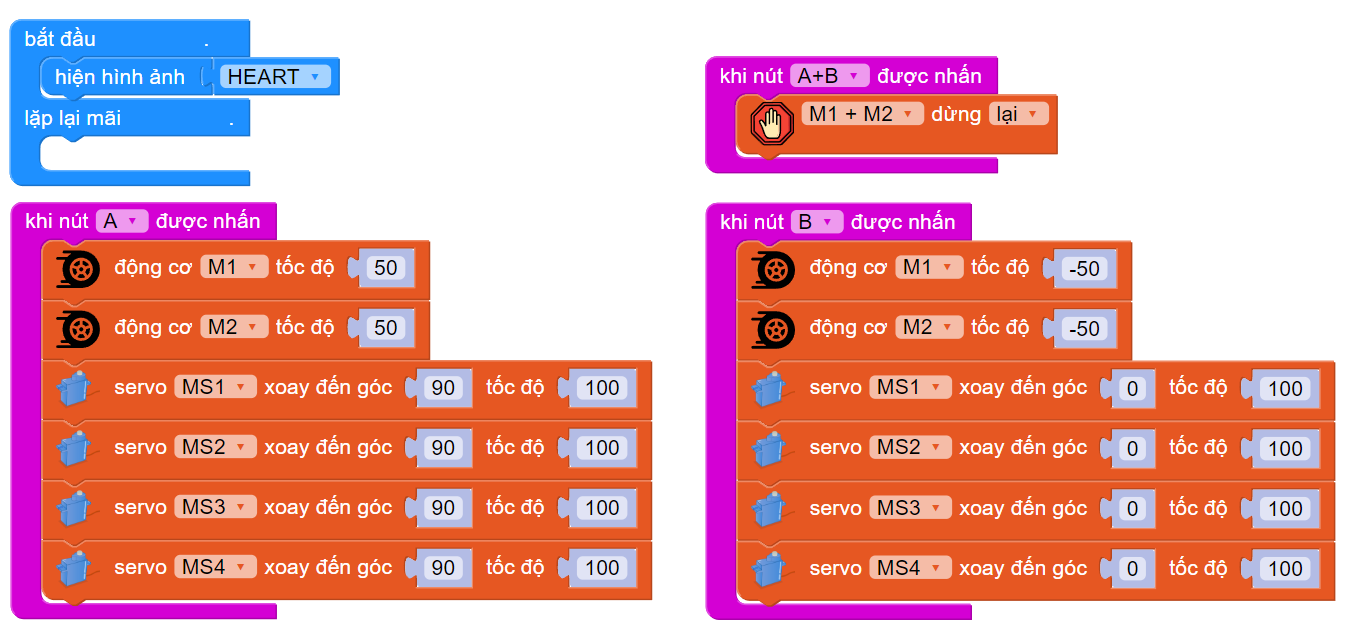 bắt đầu .
hiện hình ảnh HEART
lặp lại mãi .
khi nút A+B được nhấn
M1 + M2 dừng lại
khi nút A được nhấn
động cơ M1 tốc độ 50
động cơ M2 tốc độ 50
servo MS1 xoay đến góc 90 tốc độ 100
servo MS2 xoay đến góc 90 tốc độ 100
servo MS3 xoay đến góc 90 tốc độ 100
servo MS4 xoay đến góc 90 tốc độ 100
khi nút B được nhấn
động cơ M1 tốc độ -50
động cơ M2 tốc độ -50
servo MS1 xoay đến góc 0 tốc độ 100
servo MS2 xoay đến góc 0 tốc độ 100
servo MS3 xoay đến góc 0 tốc độ 100
servo MS4 xoay đến góc 0 tốc độ 100